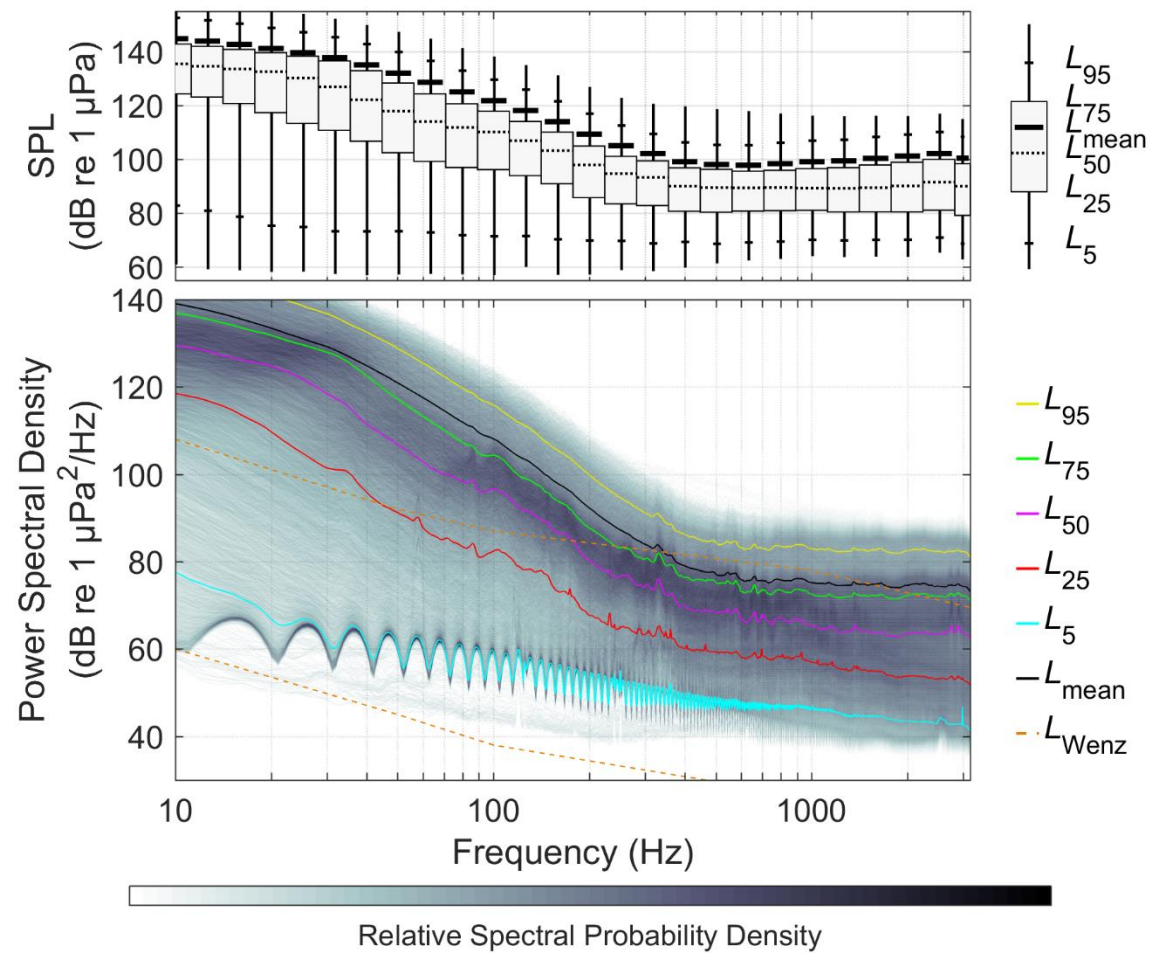 SPL
(dB re 1 µPa)
140
120
100
80
60
L95
L75
Lmean
L50
L25
L5
Power Spectral Density
(dB re 1 µPa²/Hz)
140
120
100
80
60
40
10
100
1000
Frequency (Hz)
L95
L75
L50
L25
L5
Lmean
LWenz
Relative Spectral Probability Density